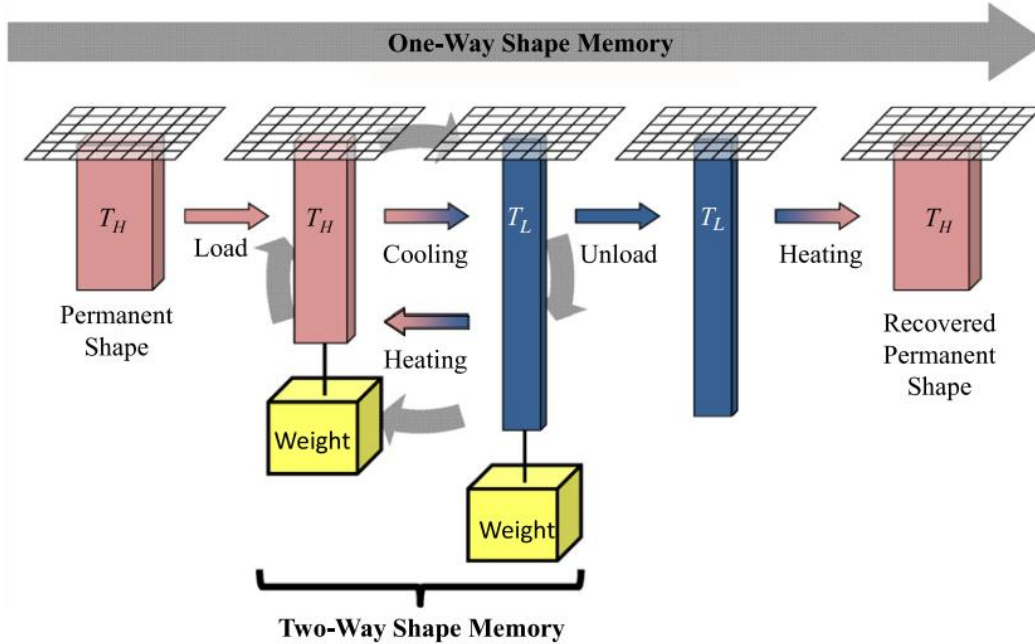 One-Way Shape Memory
T_H
T_H
T_L
T_L
T_H
Load
Cooling
Unload
Heating
Heating
Permanent
Shape
Recovered
Permanent
Shape
Weight
Weight
Two-Way Shape Memory